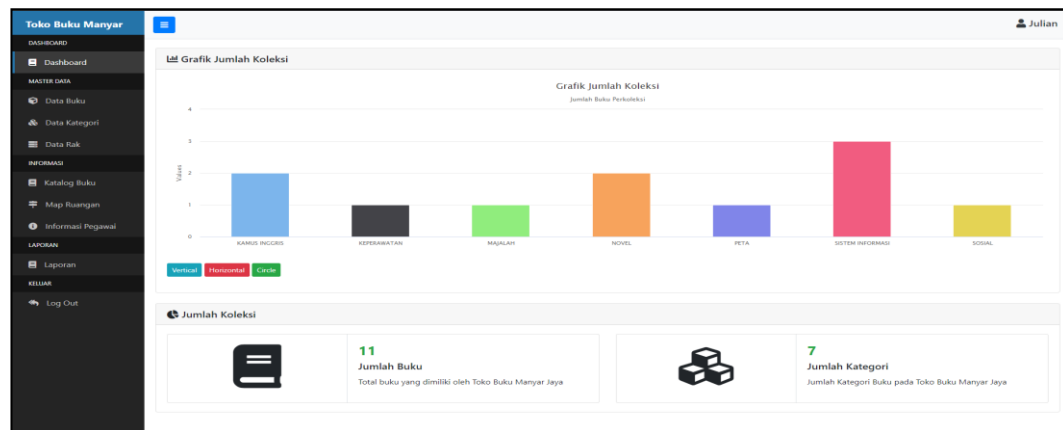 Toko Buku Manyar
Julian
DASHBOARD
Dashboard
MASTER DATA
Data Buku
Data Kategori
Data Rak
INFORMASI
Katalog Buku
Map Ruangan
Informasi Pegawai
LAPORAN
Laporan
KELUAR
Log Out
Grafik Jumlah Koleksi
Grafik Jumlah Koleksi
Jumlah Buku Perkoleksi
Values
4
3
2
1
0
KAMUS INGGRIS KEPERAWATAN MAJALAH NOVEL PETA SISTEM INFORMASI SOSIAL
Vertical Horizontal Circle
Jumlah Koleksi
11
Jumlah Buku
Total buku yang dimiliki oleh Toko Buku Manyar Jaya
7
Jumlah Kategori
Jumlah Kategori Buku pada Toko Buku Manyar Jaya